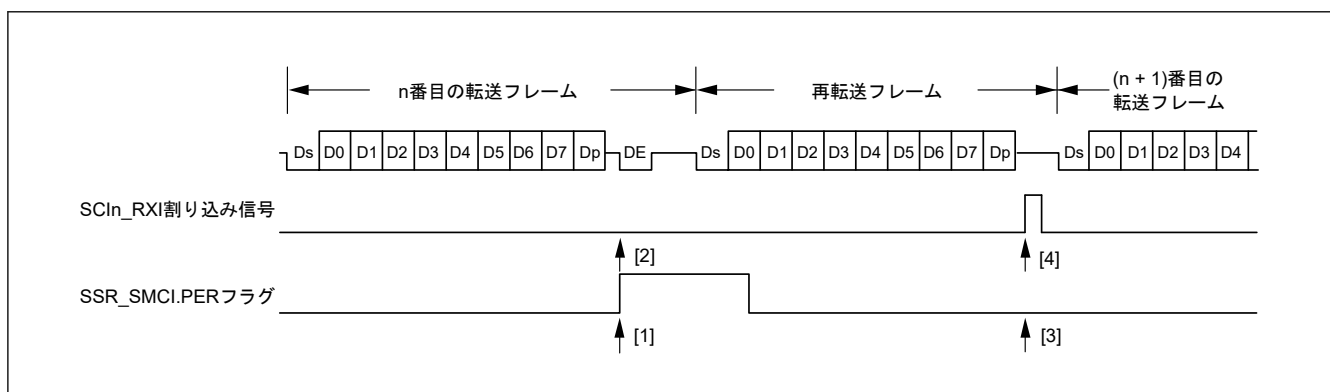 n番目の転送フレーム
再転送フレーム
(n + 1)番目の
転送フレーム
Ds D0 D1 D2 D3 D4 D5 D6 D7 Dp DE Ds D0 D1 D2 D3 D4 D5 D6 D7 Dp Ds D0 D1 D2 D3 D4
SCIn_RXI割り込み信号
[2] [4]
SSR_SMCI.PERフラグ
[1] [3]